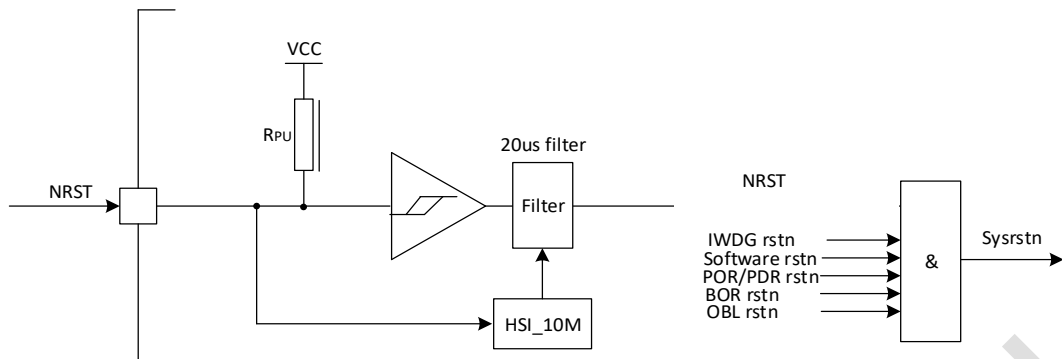 VCC
RPU
20us filter
NRST
Filter
HSI_10M
NRST
IWDG rstn
Software rstn
POR/PDR rstn
BOR rstn
OBL rstn
&
Sysrstn